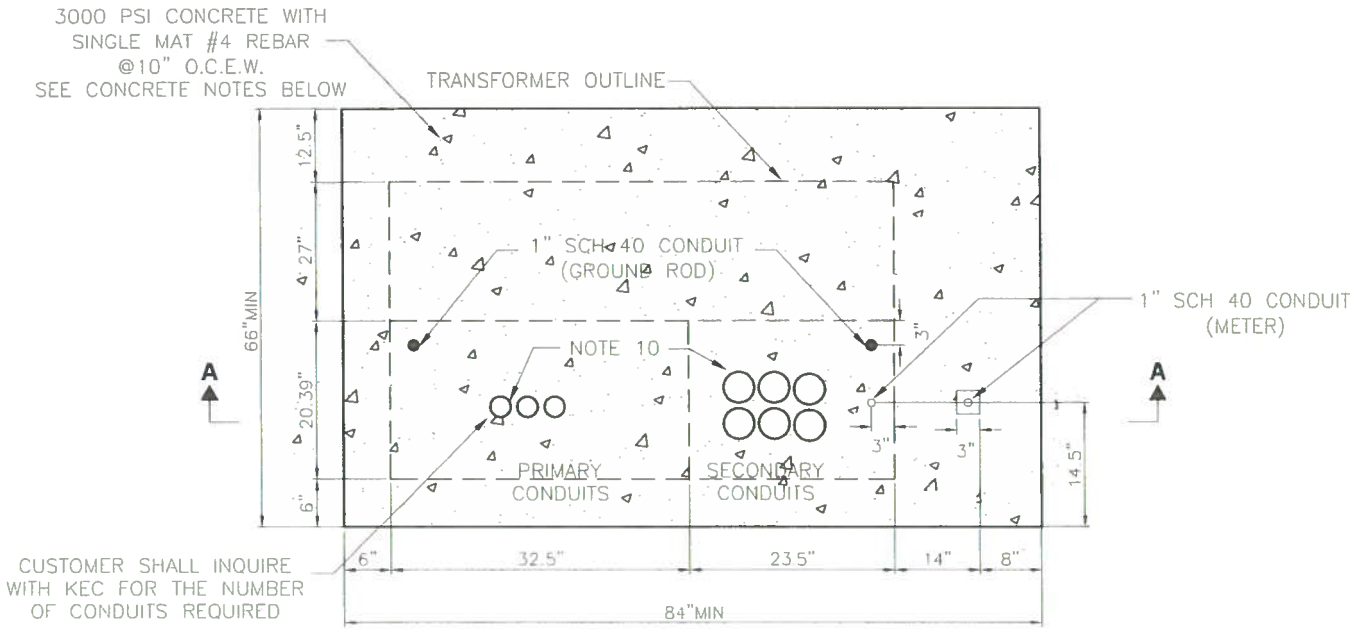 3000 PSI CONCRETE WITH
SINGLE MAT #4 REBAR
@10" O.C.E.W.
SEE CONCRETE NOTES BELOW
TRANSFORMER OUTLINE
12.5"
27"
66"MIN
20.39"
6"
1" SCH 40 CONDUIT
(GROUND ROD)
3"
1" SCH 40 CONDUIT
(METER)
NOTE 10
A
A
3"
3"
14.5"
PRIMARY
CONDUITS
SECONDARY
CONDUITS
CUSTOMER SHALL INQUIRE
WITH KEC FOR THE NUMBER
OF CONDUITS REQUIRED
6"
32.5"
23.5"
14"
8"
84"MIN